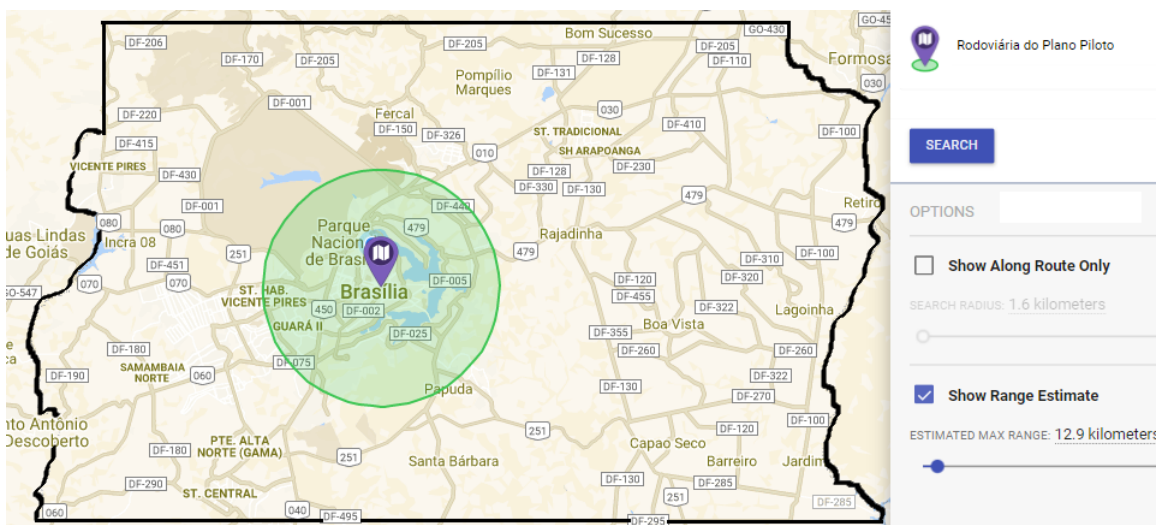 DF-206
DF-205
Bom Sucesso
GO-430
GO-45
DF-170
DF-205
DF-128
DF-205
DF-110
Formosa
Pompílio
Marques
DF-131
030
DF-001
Fercal
030
DF-220
DF-150
DF-326
ST. TRADICIONAL
DF-410
DF-100
DF-415
010
SH ARAPOANGA
VICENTE PIRES
DF-430
DF-128
DF-230
DF-330
DF-130
479
DF-001
DF-440
Retiro
080
080
Parque
Nacion
de Brasí
479
479
uas Lindas
de Goiás
Incra 08
Rajadinha
251
479
DF-100
DF-451
DF-310
GO-547
070
070
ST. HAB.
VICENTE PIRES
Brasília
DF-005
DF-120
DF-320
DF-455
450
DF-002
DF-322
Lagoinha
GUARÁ II
DF-025
DF-355
Boa Vista
DF-180
DF-075
DF-260
DF-260
DF-190
SAMAMBAIA
NORTE
060
Papuda
DF-130
DF-322
DF-270
nto Antônio
Descoberto
251
DF-120
DF-100
DF-180
PTE. ALTA
NORTE (GAMA)
251
Capao Seco
Santa Bárbara
Barreiro
Jardim
DF-290
DF-130
DF-285
ST. CENTRAL
251
DF-285
060
040
DF-495
DF-295
Rodoviária do Plano Piloto
SEARCH
OPTIONS
Show Along Route Only
SEARCH RADIUS: 1.6 kilometers
Show Range Estimate
ESTIMATED MAX RANGE: 12.9 kilometers